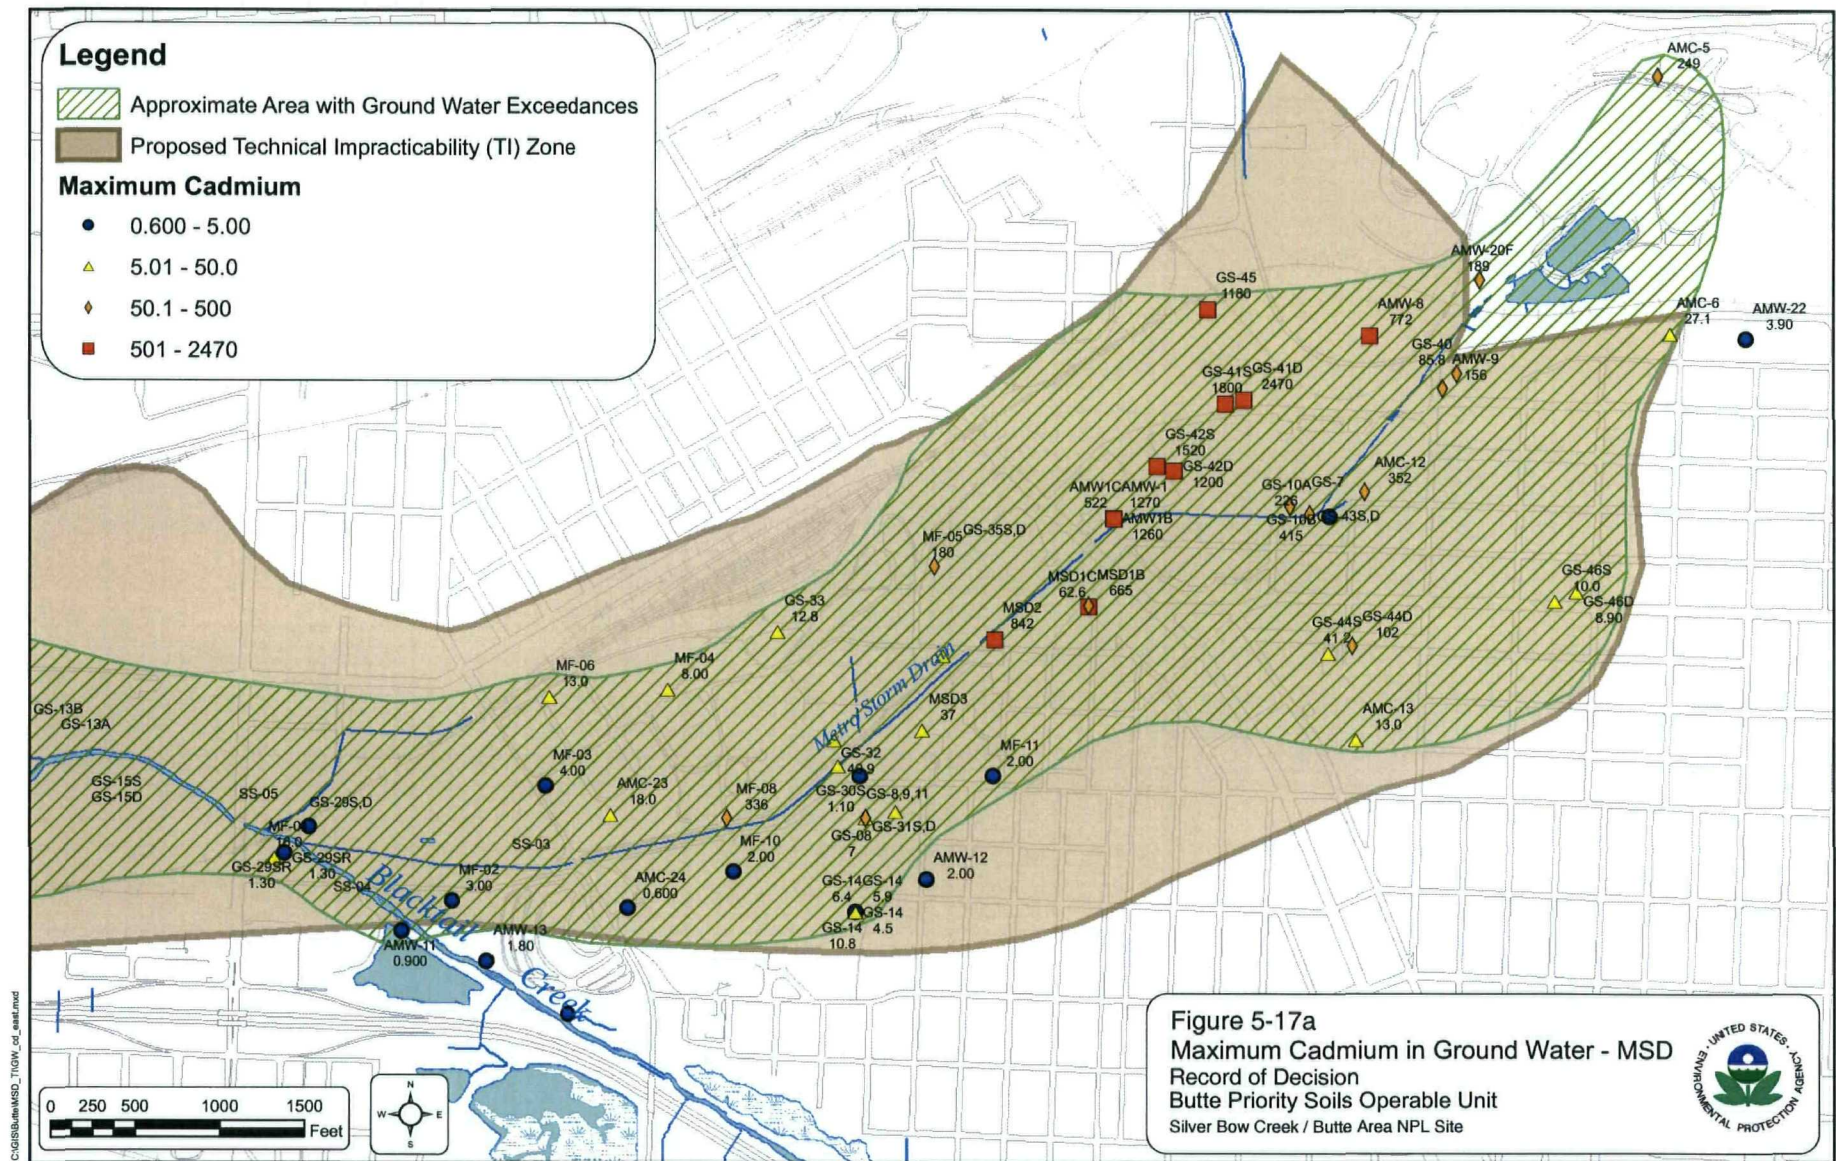 Legend
Approximate Area with Ground Water Exceedances
Proposed Technical Impracticability (TI) Zone
Maximum Cadmium
0.600 - 5.00
5.01 - 50.0
50.1 - 500
501 - 2470
AMC-5
249
AMW-20F
189
GS-45
1180
AMW-8
772
AMC-6
27.1
AMW-22
3.90
GS-40
85.8
AMW-9
156
GS-41S
1800
GS-41D
2470
GS-42S
1520
GS-42D
1200
AMC-12
352
AMW1C
522
AMW-1
1270
AMW1B
1260
GS-10A
226
GS-7
GS-10B
415
GS-43S,D
MF-05
180
GS-35S,D
MSD1C
62.6
MSD1B
665
MSD2
842
GS-46S
10.0
GS-46D
8.90
GS-44S
41.2
GS-44D
102
GS-33
12.8
MF-04
8.00
MF-06
13.0
Metro Storm Drain
MSD3
37
AMC-13
13.0
GS-13B
GS-13A
MF-03
4.00
GS-32
MF-11
2.00
GS-15S
GS-15D
SS-05
GS-29S,D
AMC-23
18.0
MF-08
336
GS-30S
1.10
GS-8,9,11
GS-31S,D
GS-08
7
SS-03
MF-10
2.00
AMW-12
2.00
GS-29SR
1.30
GS-29SR
1.30
SS-04
MF-02
3.00
AMC-24
0.600
GS-14
6.4
GS-14
5.9
GS-14
4.5
GS-14
10.8
AMW-11
0.900
AMW-13
1.80
Blacktail
Creek
0 250 500 1000 1500
Feet
N
W E
S
Figure 5-17a
Maximum Cadmium in Ground Water - MSD
Record of Decision
Butte Priority Soils Operable Unit
Silver Bow Creek / Butte Area NPL Site
UNITED STATES
ENVIRONMENTAL PROTECTION AGENCY
C:\GIS\Butte\MSD_TI\GW_cd_east.mxd